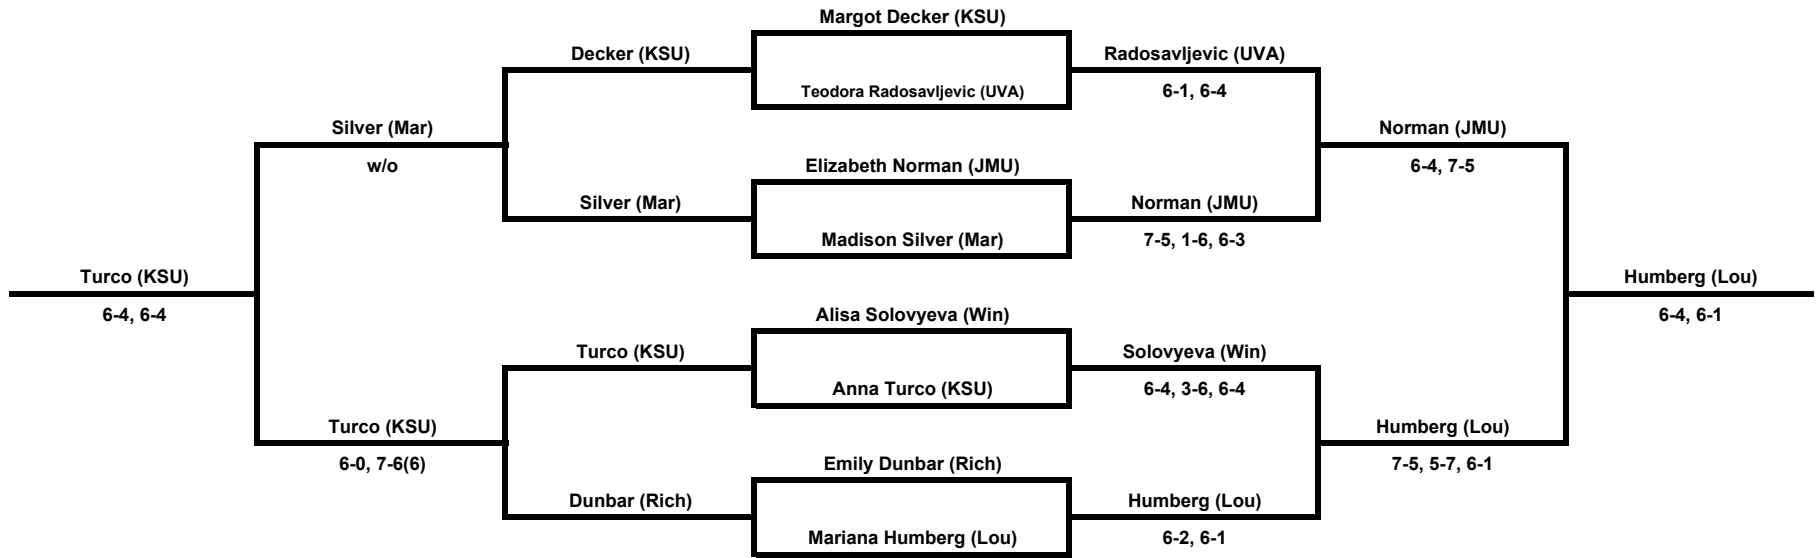 Margot Decker (KSU)
Decker (KSU)
Radosavljevic (UVA)
Teodora Radosavljevic (UVA)
6-1, 6-4
Silver (Mar)
Norman (JMU)
w/o
Elizabeth Norman (JMU)
6-4, 7-5
Silver (Mar)
Norman (JMU)
Madison Silver (Mar)
7-5, 1-6, 6-3
Turco (KSU)
Humberg (Lou)
6-4, 6-4
Alisa Solovyeva (Win)
6-4, 6-1
Turco (KSU)
Solovyeva (Win)
Anna Turco (KSU)
6-4, 3-6, 6-4
Turco (KSU)
Humberg (Lou)
6-0, 7-6(6)
Emily Dunbar (Rich)
7-5, 5-7, 6-1
Dunbar (Rich)
Humberg (Lou)
Mariana Humberg (Lou)
6-2, 6-1